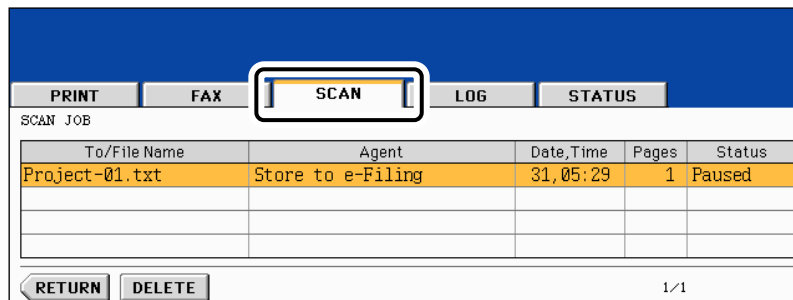 PRINT FAX SCAN LOG STATUS
SCAN JOB
To/File Name Agent Date,Time Pages Status
Project-01.txt Store to e-Filing 31,05:29 1 Paused
RETURN DELETE 1/1